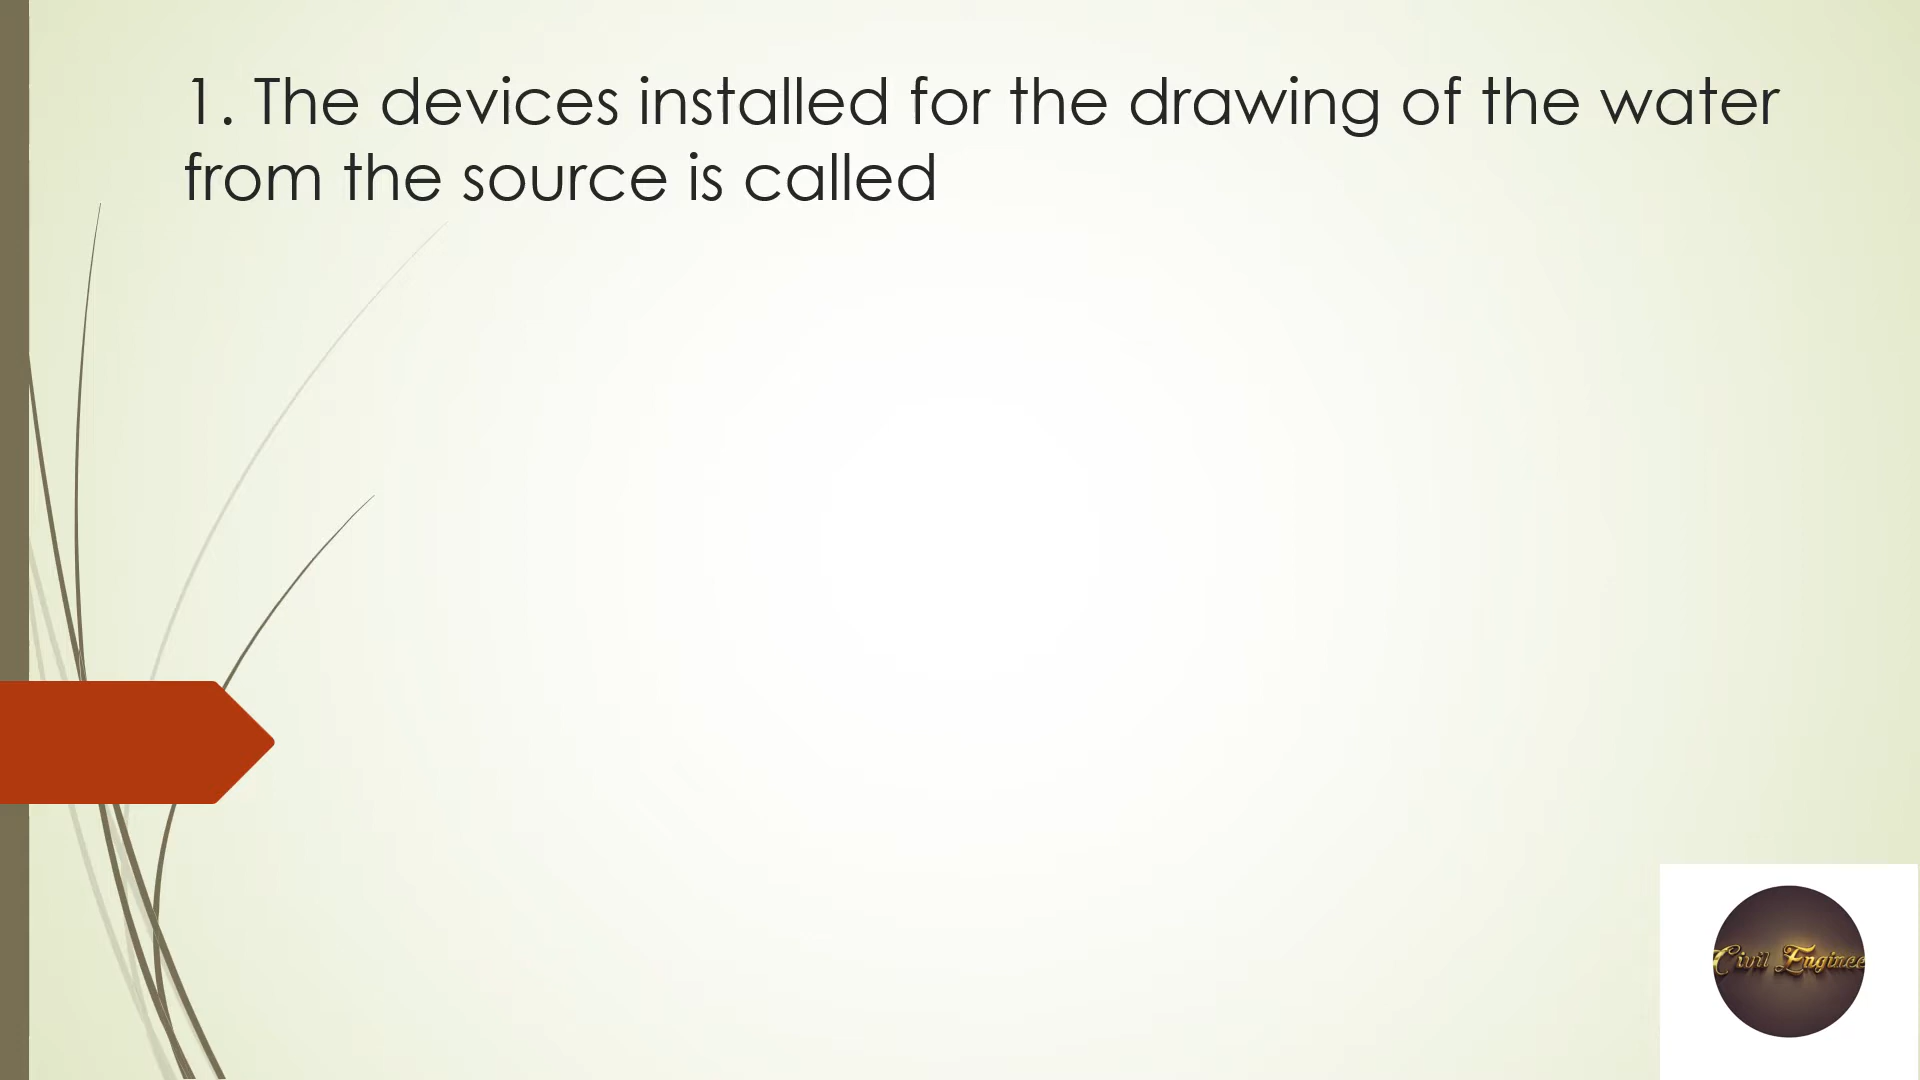 1. The devices installed for the drawing of the water
from the source is called
Civil Enginee